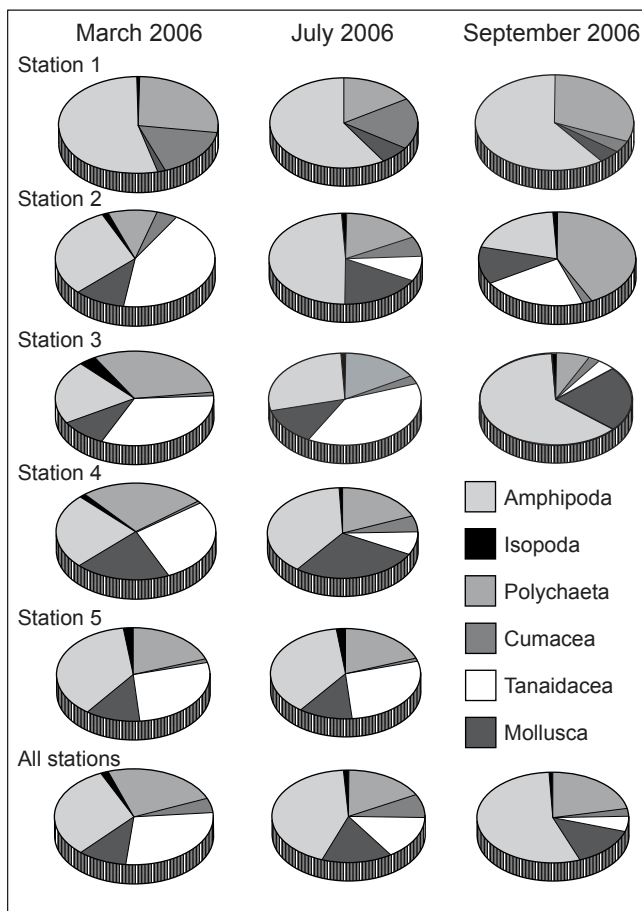 March 2006 July 2006 September 2006
Station 1
Station 2
Station 3
Station 4
Amphipoda
Isopoda
Polychaeta
Cumacea
Tanaidacea
Mollusca
Station 5
All stations